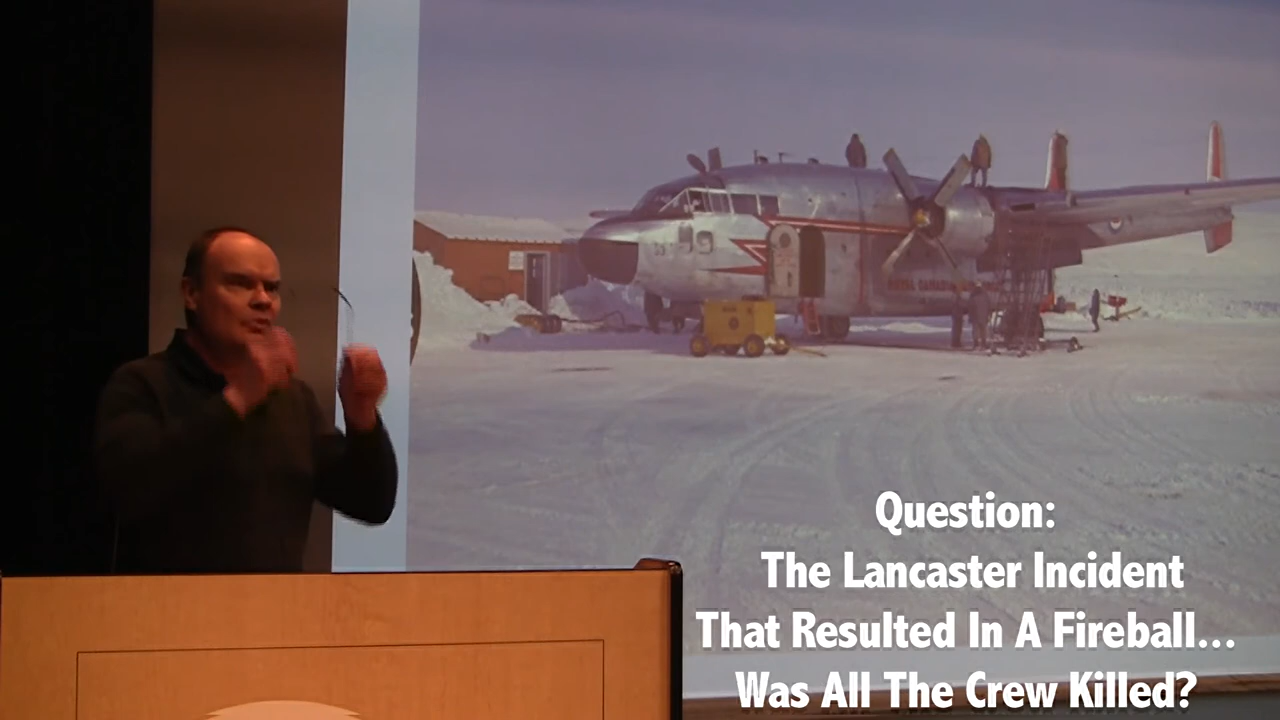 Question:
The Lancaster Incident
That Resulted In A Fireball...
Was All The Crew Killed?